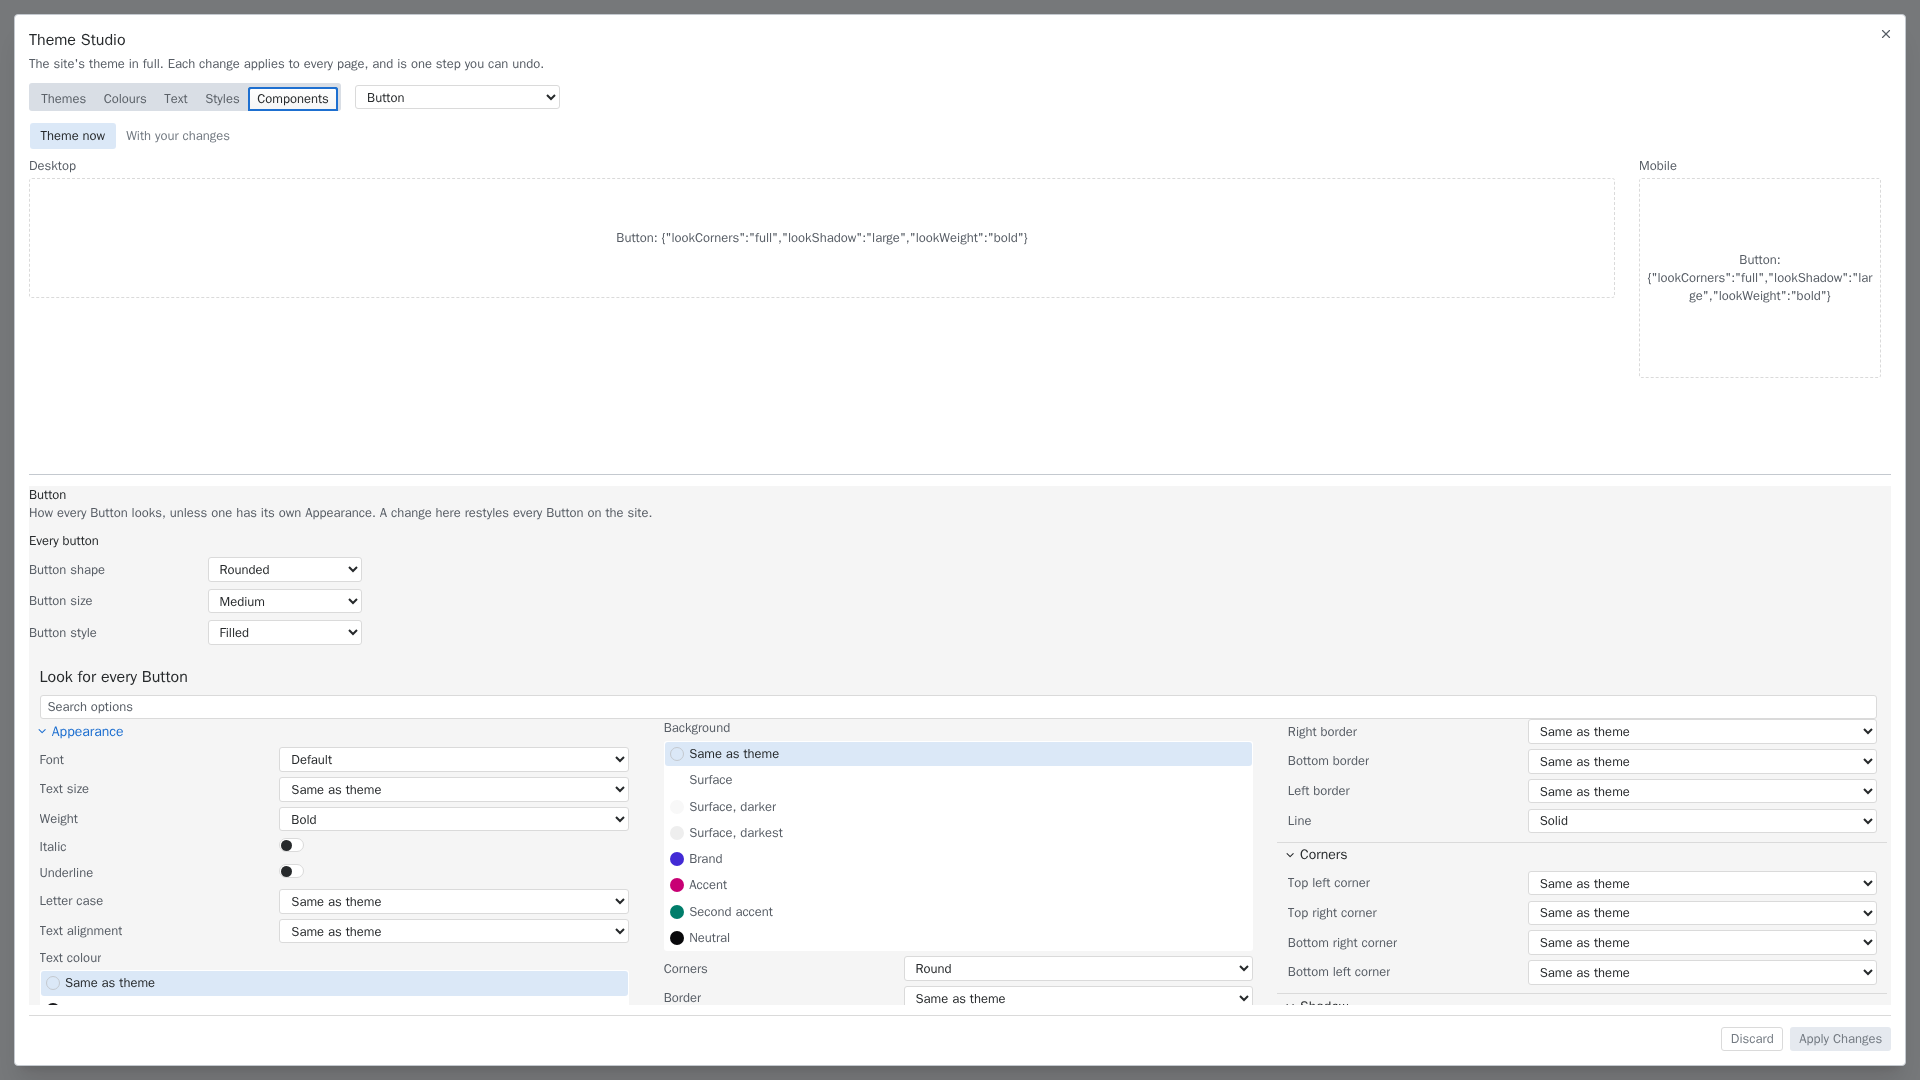 Theme Studio
The site's theme in full. Each change applies to every page, and is one step you can undo.
Themes Colours Text Styles Components Button
Theme now With your changes
Desktop
Mobile
Button: {"lookCorners":"full","lookShadow":"large","lookWeight":"bold"}
Button:
{"lookCorners":"full","lookShadow":"lar
ge","lookWeight":"bold"}
Button
How every Button looks, unless one has its own Appearance. A change here restyles every Button on the site.
Every button
Button shape Rounded
Button size Medium
Button style Filled
Look for every Button
Search options
Appearance
Font Default
Text size Same as theme
Weight Bold
Italic
Underline
Letter case Same as theme
Text alignment Same as theme
Text colour
Same as theme
Background
Same as theme
Surface
Surface, darker
Surface, darkest
Brand
Accent
Second accent
Neutral
Corners Round
Border Same as theme
Right border Same as theme
Bottom border Same as theme
Left border Same as theme
Line Solid
Corners
Top left corner Same as theme
Top right corner Same as theme
Bottom right corner Same as theme
Bottom left corner Same as theme
Shadow
Discard Apply Changes